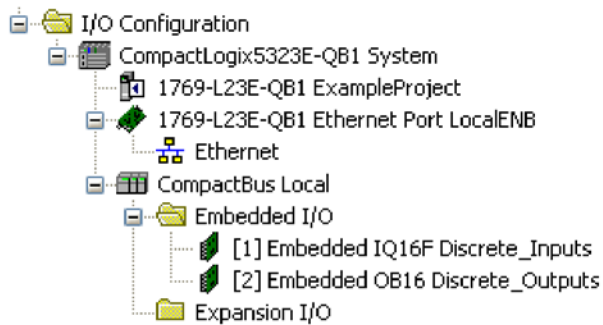 I/O Configuration
CompactLogix5323E-QB1 System
1769-L23E-QB1 ExampleProject
1769-L23E-QB1 Ethernet Port LocalENB
Ethernet
CompactBus Local
Embedded I/O
[1] Embedded IQ16F Discrete_Inputs
[2] Embedded OB16 Discrete_Outputs
Expansion I/O